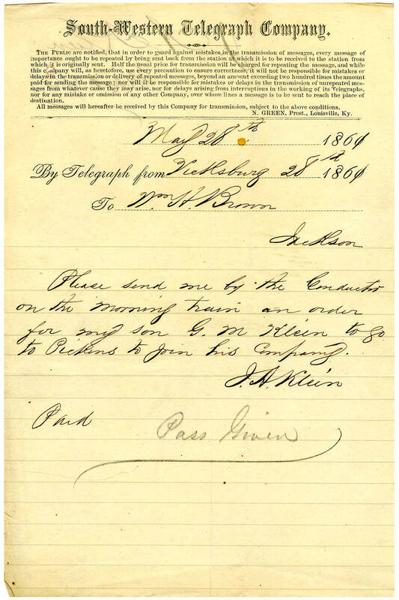 South-Western Telegraph Company.
The Public are notified, that in order to guard against mistakes in the transmission of messages, every message of
importance ought to be repeated by being sent back from the station at which it is to be received to the station from
which it is originally sent. Half the usual price for transmission will be charged for repeating the message, and while
this company will, as heretofore, use every precaution to ensure correctness, it will not be responsible for mistakes or
delays in the transmission or delivery of repeated messages, beyond an amount exceeding two hundred times the amount
paid for sending the message; nor will it be responsible for mistakes or delays in the transmission of unrepeated mes-
sages from whatever cause they may arise, nor for delays arising from interruptions in the working of its Telegraphs,
nor for any mistake or omission of any other Company, over whose lines a message is to be sent to reach the place of
destination.
All messages will hereafter be received by this Company for transmission, subject to the above conditions.
N. GREEN, Prest., Louisville, Ky.
May 28th 1861
By Telegraph from Vicksburg 28th 1861
To Wm H. Brown
Jackson
Please send me by the Conductor
on the morning train an order
for my son G. M Klein to go
to Pickens to join his Company.
J. A. Klein
Paid
Pass Given